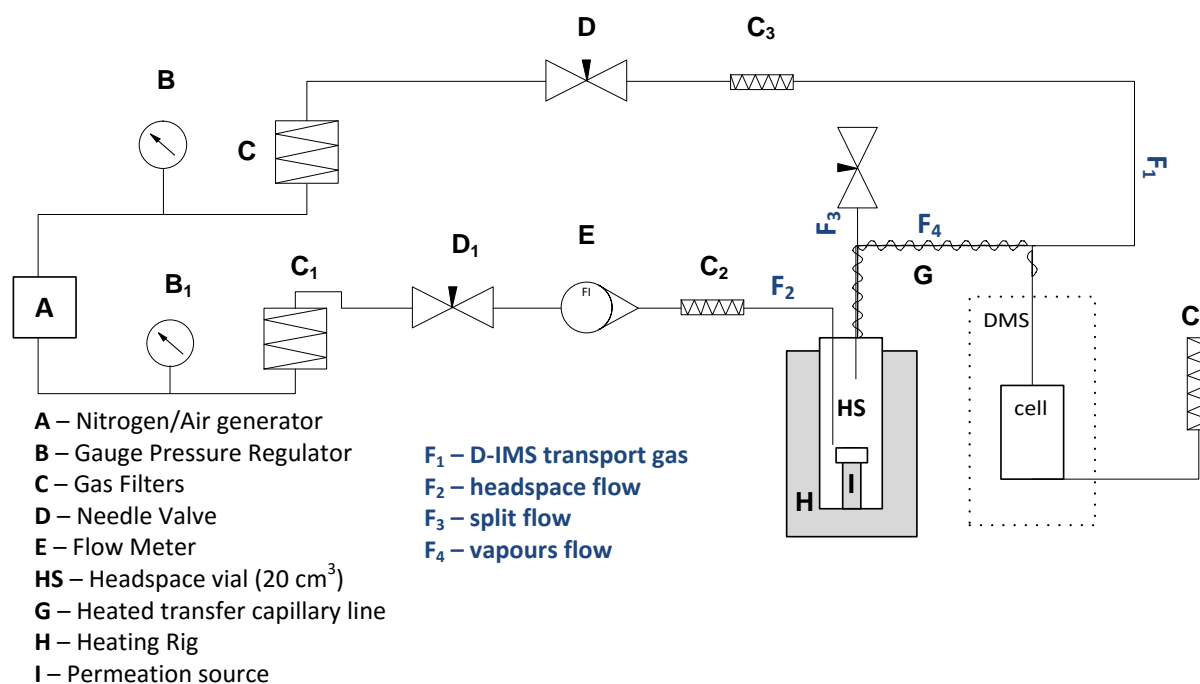 D
C₃
B
C
F₁
F₃
F₄
D₁
E
C₁
C₂
B₁
F₂
G
A
FI
DMS
C
HS
cell
H
I
A – Nitrogen/Air generator
B – Gauge Pressure Regulator
C – Gas Filters
D – Needle Valve
E – Flow Meter
HS – Headspace vial (20 cm³)
G – Heated transfer capillary line
H – Heating Rig
I – Permeation source
F₁ – D-IMS transport gas
F₂ – headspace flow
F₃ – split flow
F₄ – vapours flow